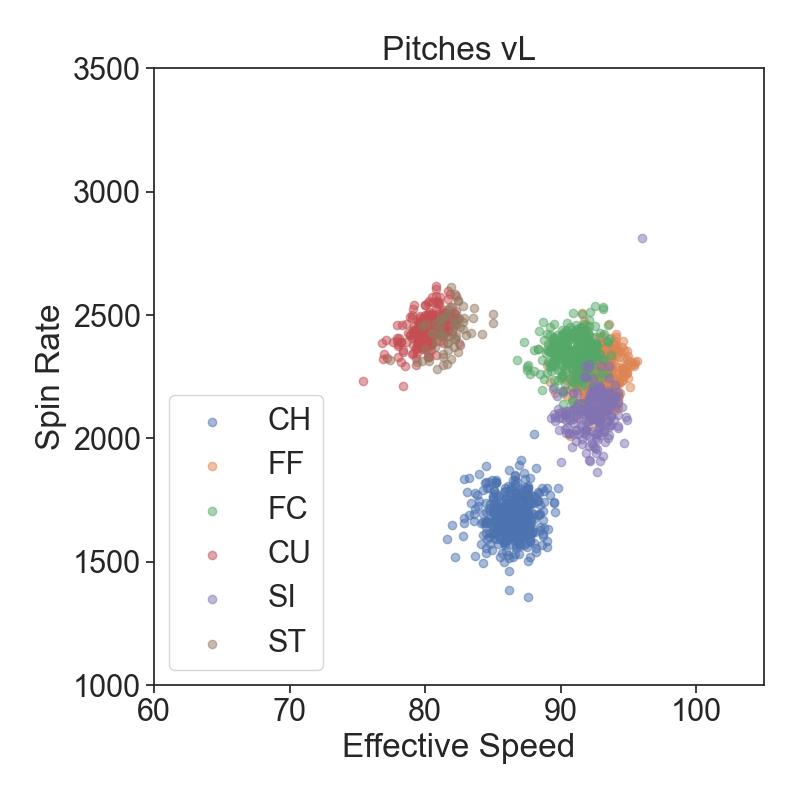 Pitches vL
3500
3000
2500
2000
1500
1000
Spin Rate
CH
FF
FC
CU
SI
ST
60 70 80 90 100
Effective Speed